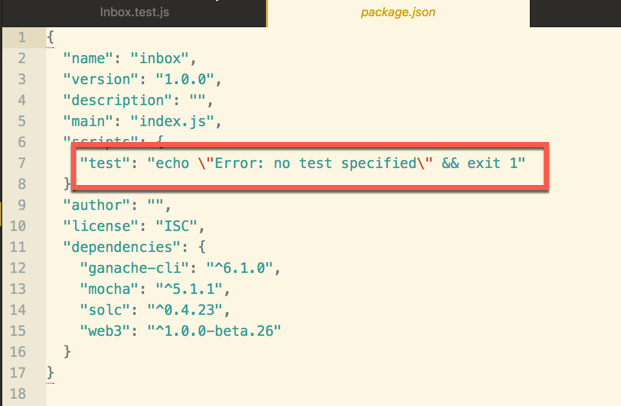 Inbox.test.js
package.json
1 {
2 "name": "inbox",
3 "version": "1.0.0",
4 "description": "",
5 "main": "index.js",
6 "scripts": {
7 "test": "echo \"Error: no test specified\" && exit 1"
8 }
9 "author": "",
10 "license": "ISC",
11 "dependencies": {
12 "ganache-cli": "^6.1.0",
13 "mocha": "^5.1.1",
14 "solc": "^0.4.23",
15 "web3": "^1.0.0-beta.26"
16 }
17 }
18